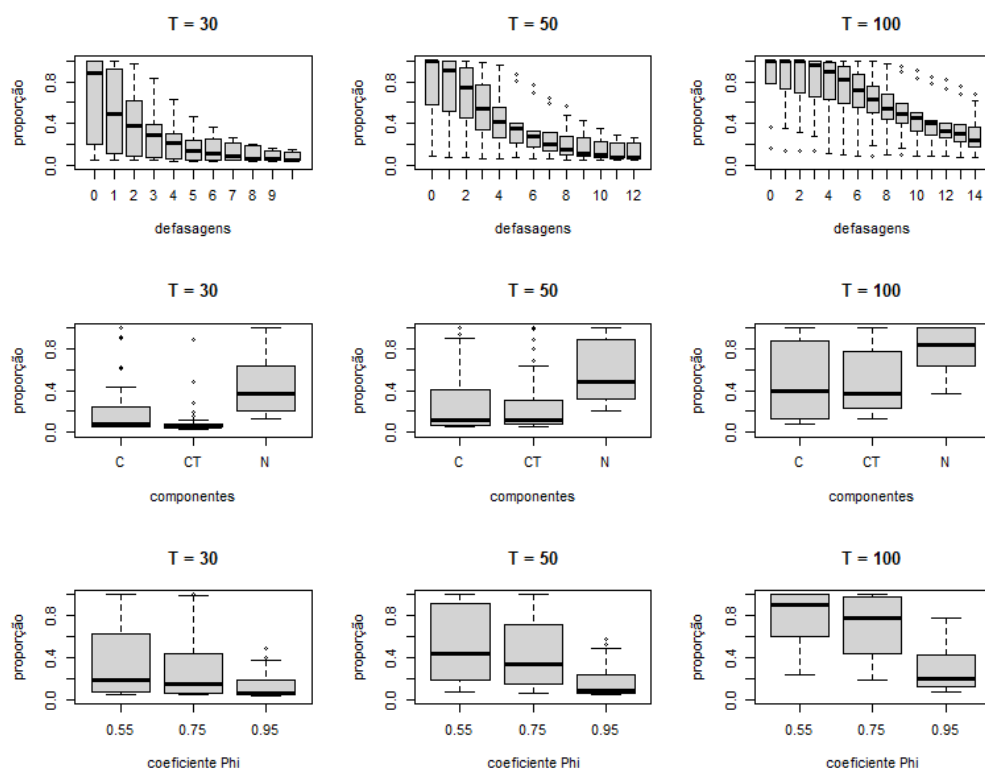 T = 30
proporção
0.0 0.4 0.8
0 1 2 3 4 5 6 7 8 9
defasagens
T = 50
proporção
0.0 0.4 0.8
0 2 4 6 8 10 12
defasagens
T = 100
proporção
0.0 0.4 0.8
0 2 4 6 8 10 14
defasagens
T = 30
proporção
0.0 0.4 0.8
C CT N
componentes
T = 50
proporção
0.0 0.4 0.8
C CT N
componentes
T = 100
proporção
0.0 0.4 0.8
C CT N
componentes
T = 30
proporção
0.0 0.4 0.8
0.55 0.75 0.95
coeficiente Phi
T = 50
proporção
0.0 0.4 0.8
0.55 0.75 0.95
coeficiente Phi
T = 100
proporção
0.0 0.4 0.8
0.55 0.75 0.95
coeficiente Phi